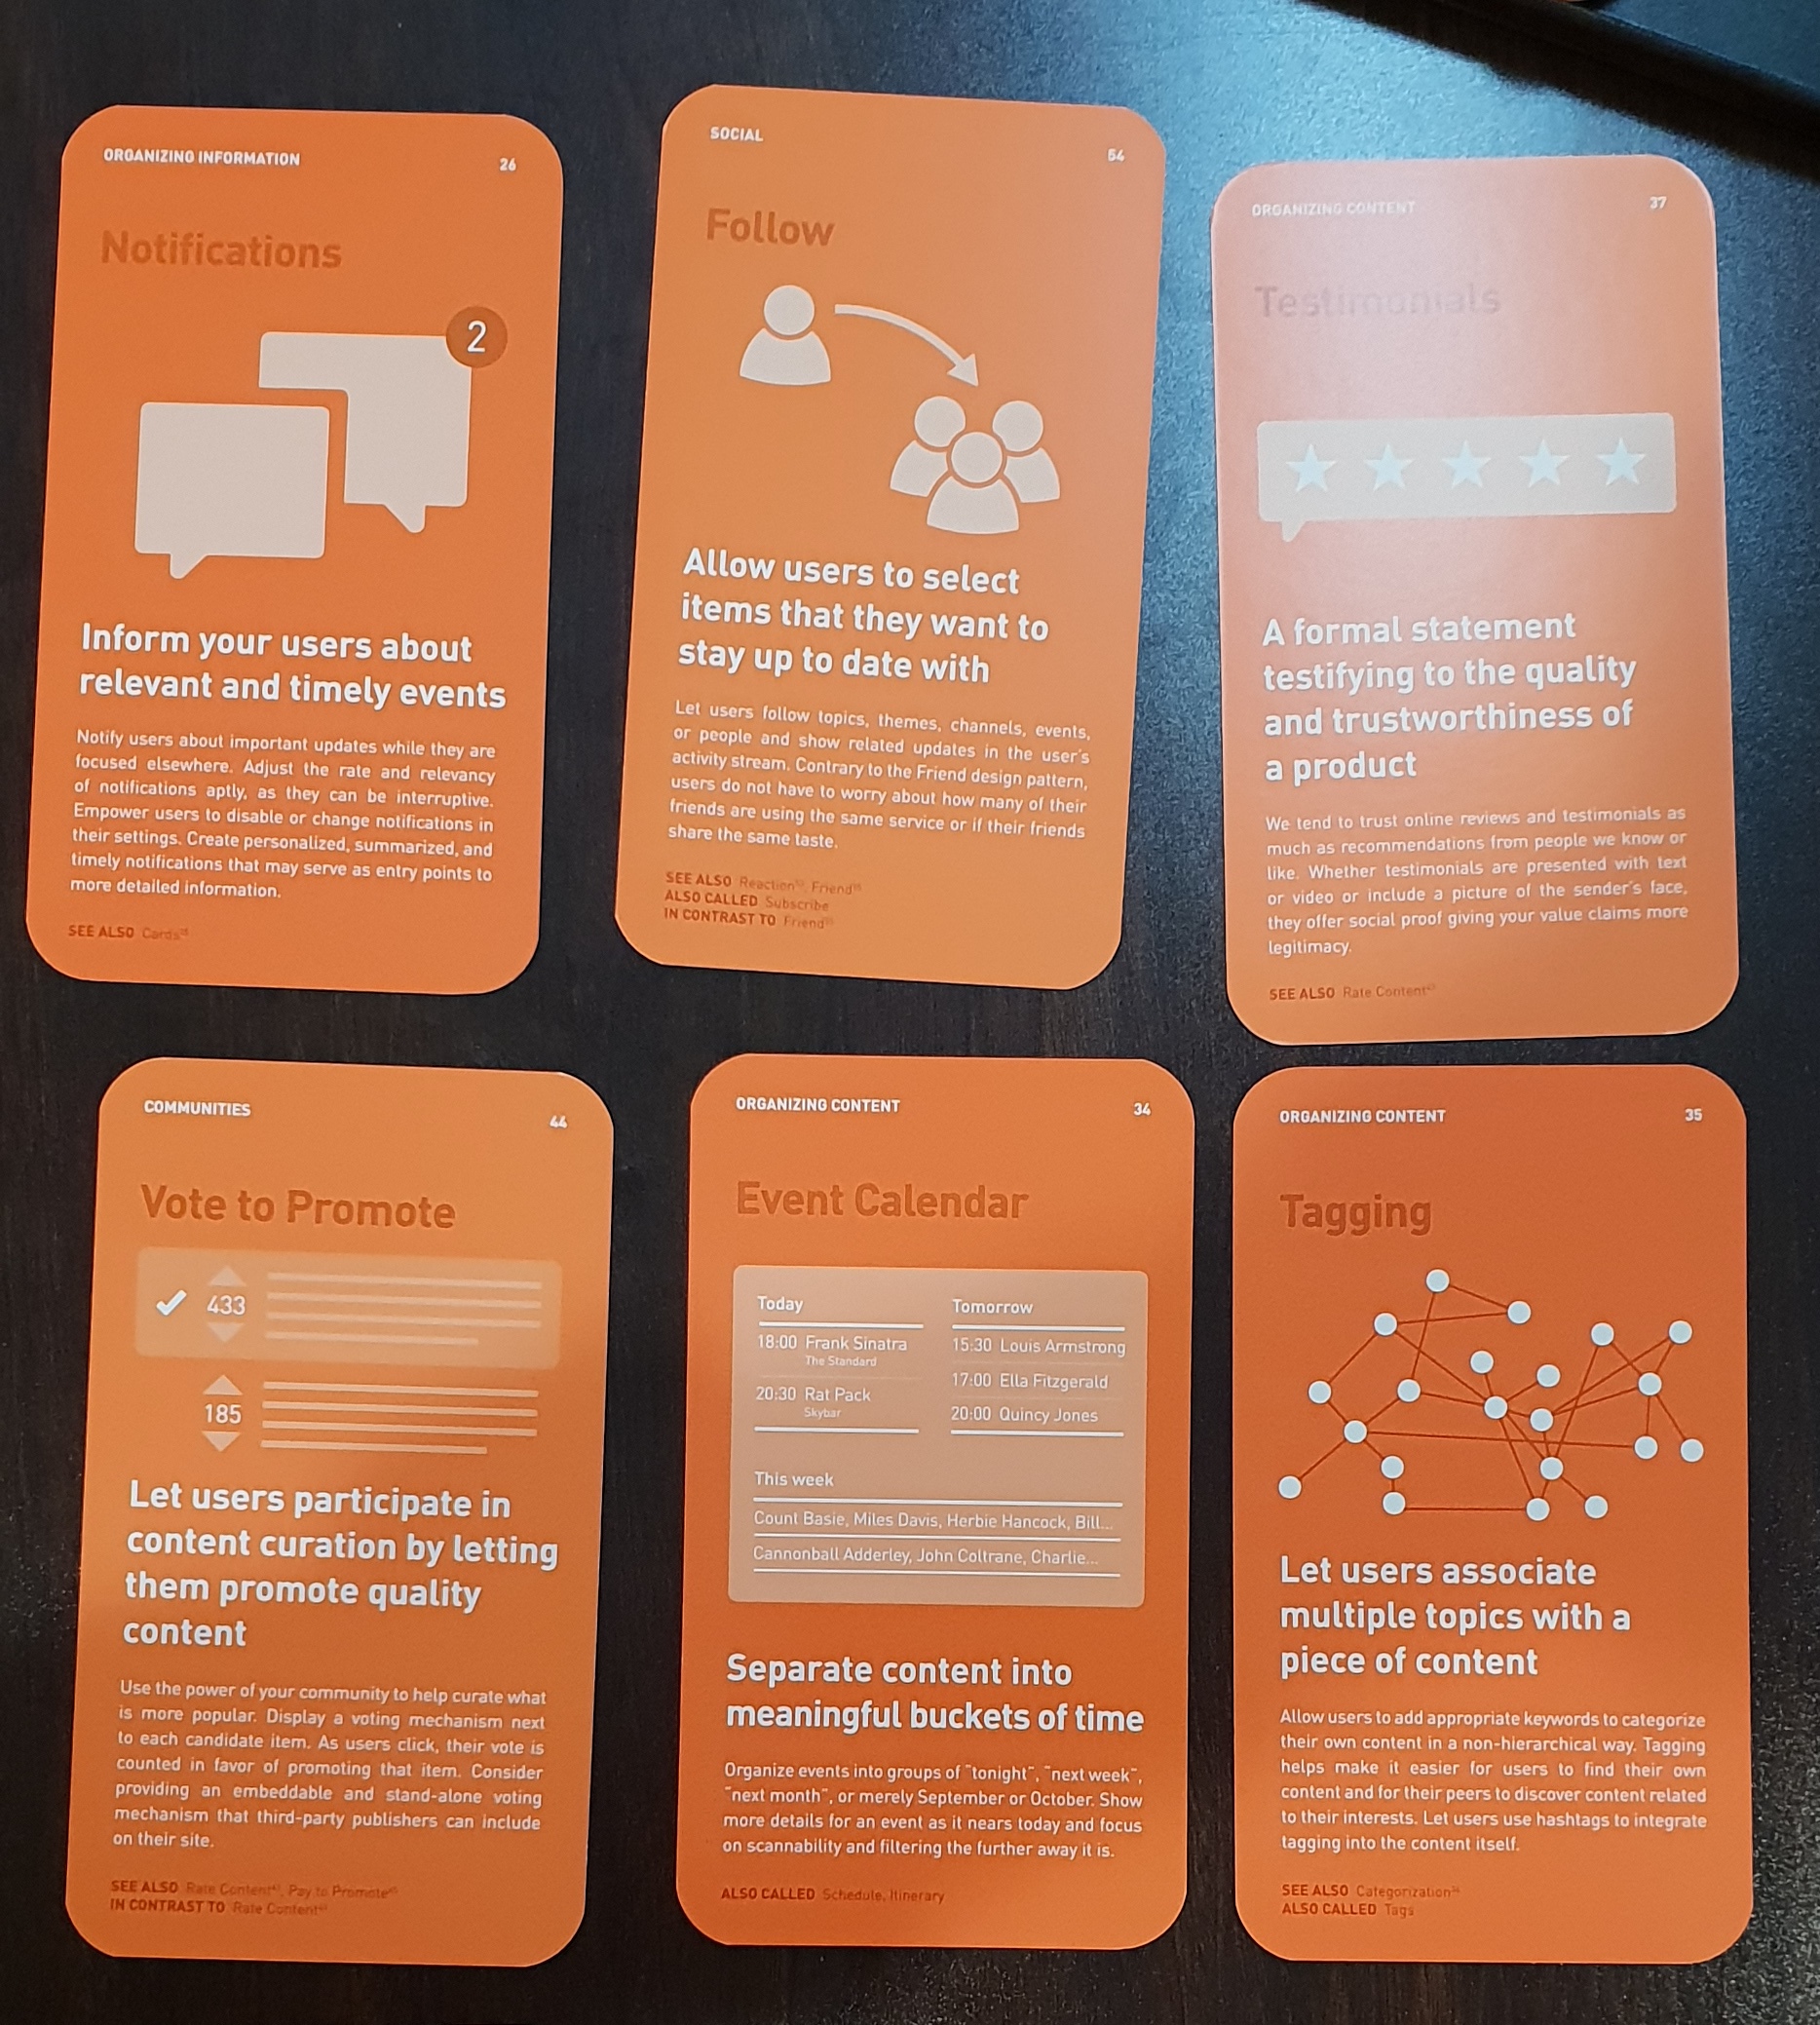 ORGANIZING INFORMATION 26
Notifications
2
Inform your users about
relevant and timely events
Notify users about important updates while they are
focused elsewhere. Adjust the rate and relevancy
of notifications aptly, as they can be interruptive.
Empower users to disable or change notifications in
their settings. Create personalized, summarized, and
timely notifications that may serve as entry points to
more detailed information.
SEE ALSO Cards
SOCIAL 54
Follow
Allow users to select
items that they want to
stay up to date with
Let users follow topics, themes, channels, events,
or people and show related updates in the user's
activity stream. Contrary to the Friend design pattern,
users do not have to worry about how many of their
friends are using the same service or if their friends
share the same taste.
SEE ALSO Reaction, Friend
ALSO CALLED Subscribe
IN CONTRAST TO Friend
ORGANIZING CONTENT 37
Testimonials
A formal statement
testifying to the quality
and trustworthiness of
a product
We tend to trust online reviews and testimonials as
much as recommendations from people we know or
like. Whether testimonials are presented with text
or video or include a picture of the sender's face,
they offer social proof giving your value claims more
legitimacy.
SEE ALSO Rate Content
COMMUNITIES 44
Vote to Promote
433
185
Let users participate in
content curation by letting
them promote quality
content
Use the power of your community to help curate what
is more popular. Display a voting mechanism next
to each candidate item. As users click, their vote is
counted in favor of promoting that item. Consider
providing an embeddable and stand-alone voting
mechanism that third-party publishers can include
on their site.
SEE ALSO Rate Content, Pay to Promote
IN CONTRAST TO Rate Content
ORGANIZING CONTENT 34
Event Calendar
Today
18:00 Frank Sinatra
The Standard
20:30 Rat Pack
Skybar
Tomorrow
15:30 Louis Armstrong
17:00 Ella Fitzgerald
20:00 Quincy Jones
This week
Count Basie, Miles Davis, Herbie Hancock, Bill...
Cannonball Adderley, John Coltrane, Charlie...
Separate content into
meaningful buckets of time
Organize events into groups of "tonight", "next week",
"next month", or merely September or October. Show
more details for an event as it nears today and focus
on scannability and filtering the further away it is.
ALSO CALLED Schedule, Itinerary
ORGANIZING CONTENT 35
Tagging
Let users associate
multiple topics with a
piece of content
Allow users to add appropriate keywords to categorize
their own content in a non-hierarchical way. Tagging
helps make it easier for users to find their own
content and for their peers to discover content related
to their interests. Let users use hashtags to integrate
tagging into the content itself.
SEE ALSO Categorization
ALSO CALLED Tags